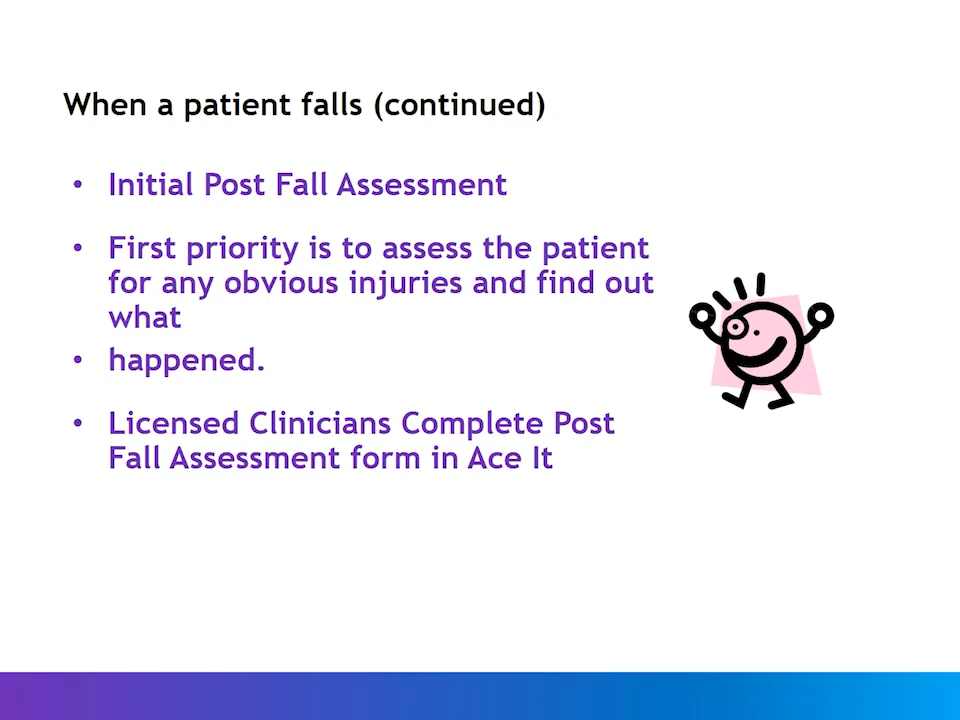 When a patient falls (continued)
• Initial Post Fall Assessment
• First priority is to assess the patient
for any obvious injuries and find out
what
• happened.
• Licensed Clinicians Complete Post
Fall Assessment form in Ace It